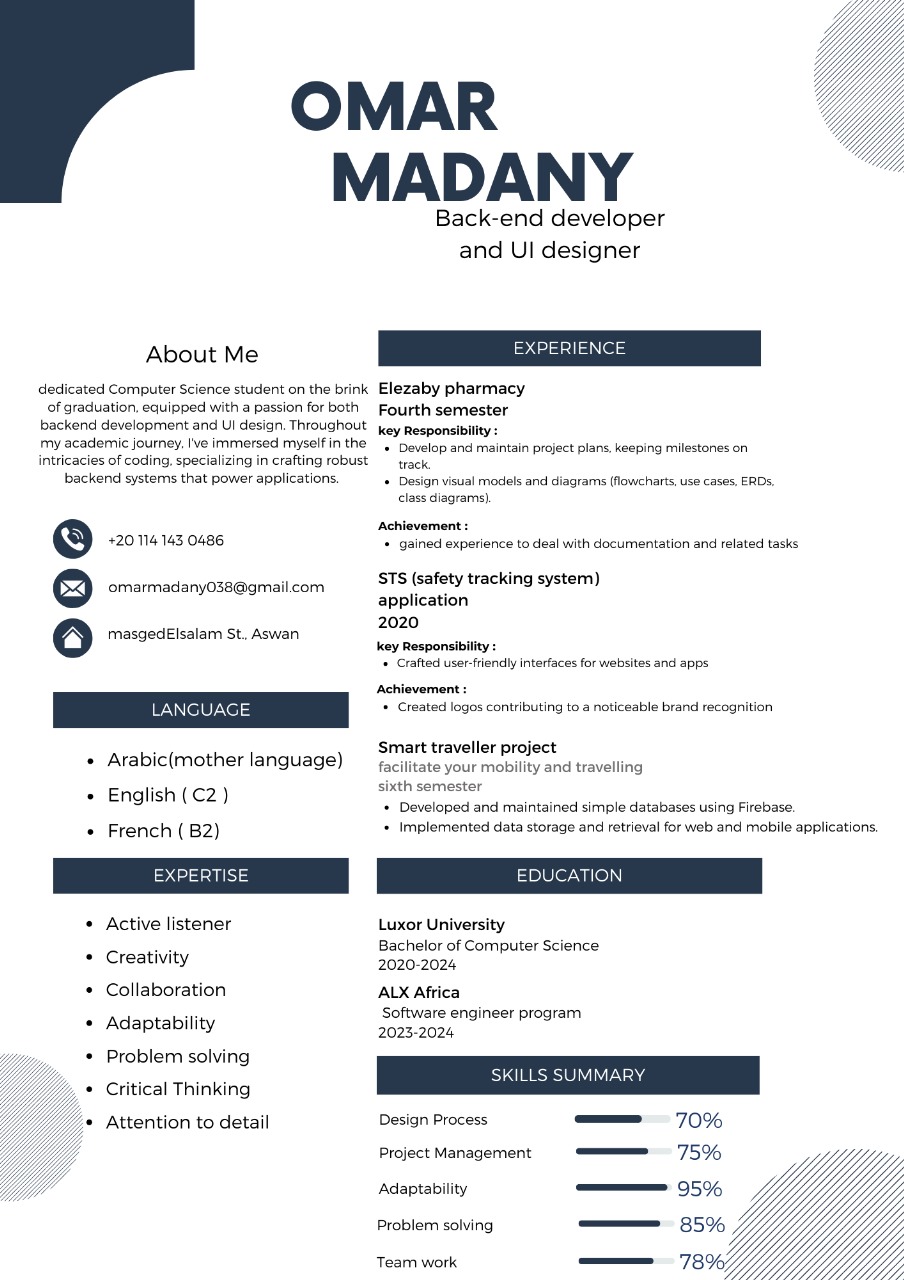 OMAR
MADANY
Back-end developer
and UI designer
About Me
dedicated Computer Science student on the brink
of graduation, equipped with a passion for both
backend development and UI design. Throughout
my academic journey, I've immersed myself in the
intricacies of coding, specializing in crafting robust
backend systems that power applications.
+20 114 143 0486
omarmadany038@gmail.com
masgedElsalam St., Aswan
LANGUAGE
• Arabic(mother language)
• English ( C2 )
• French ( B2)
EXPERTISE
• Active listener
• Creativity
• Collaboration
• Adaptability
• Problem solving
• Critical Thinking
• Attention to detail
EXPERIENCE
Elezaby pharmacy
Fourth semester
key Responsibility :
• Develop and maintain project plans, keeping milestones on
track.
• Design visual models and diagrams (flowcharts, use cases, ERDs,
class diagrams).
Achievement :
• gained experience to deal with documentation and related tasks
STS (safety tracking system)
application
2020
key Responsibility :
• Crafted user-friendly interfaces for websites and apps
Achievement :
• Created logos contributing to a noticeable brand recognition
Smart traveller project
facilitate your mobility and travelling
sixth semester
• Developed and maintained simple databases using Firebase.
• Implemented data storage and retrieval for web and mobile applications.
EDUCATION
Luxor University
Bachelor of Computer Science
2020-2024
ALX Africa
Software engineer program
2023-2024
SKILLS SUMMARY
Design Process 70%
Project Management 75%
Adaptability 95%
Problem solving 85%
Team work 78%